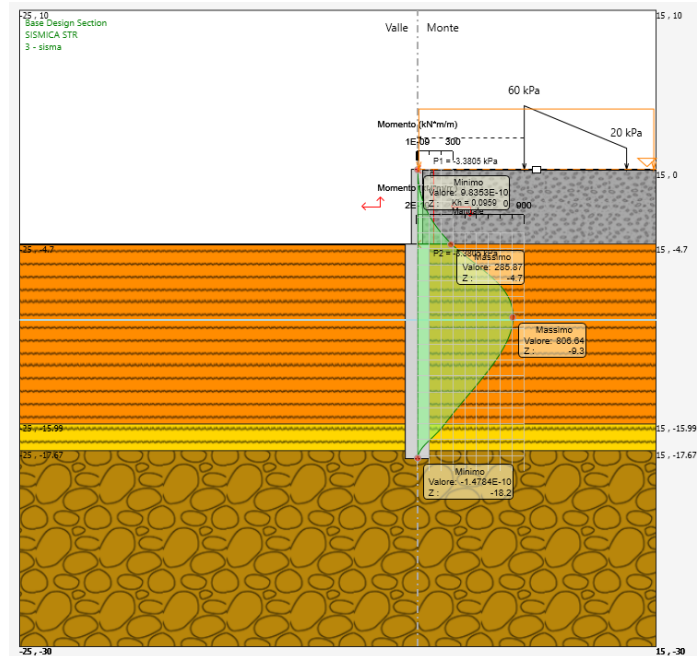 -25 , 10
15 , 10
Base Design Section
SISMICA STR
3 - sisma
Valle
Monte
60 kPa
20 kPa
Momento (kN*m/m)
1E-09
300
P1 = -3.3805 kPa
15 , 0
Minimo
Valore: 9.8353E-10
Z :
0
Kh = 0.0959
900
P2 = -3.3805 kPa
-25 , -4.7
15 , -4.7
Massimo
Valore: 285.87
Z :
-4.7
Massimo
Valore: 806.64
Z :
-9.3
-25 , -15.99
15 , -15.99
-25 , -17.67
15 , -17.67
Minimo
Valore: -1.4784E-10
Z :
-18.2
-25 , -30
15 , -30